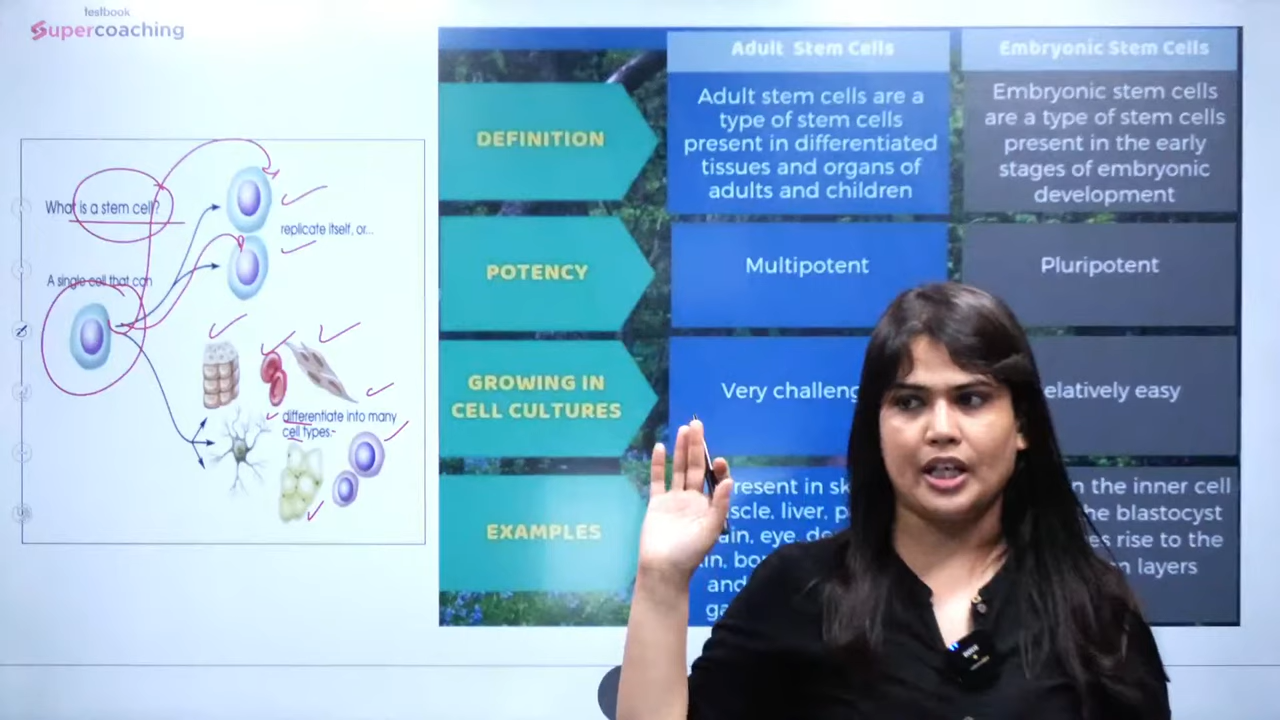 testbook
Supercoaching
What is a stem cell?
A single cell that can
replicate itself, or...
differentiate into many
cell types:-
Adult Stem Cells
Embryonic Stem Cells
DEFINITION
Adult stem cells are a
type of stem cells
present in differentiated
tissues and organs of
adults and children
Embryonic stem cells
are a type of stem cells
present in the early
stages of embryonic
development
POTENCY
Multipotent
Pluripotent
GROWING IN
CELL CULTURES
Very
easy
EXAMPLES
in
liver,
eye,
and
the inner cell
blastocyst
rise to the
layers